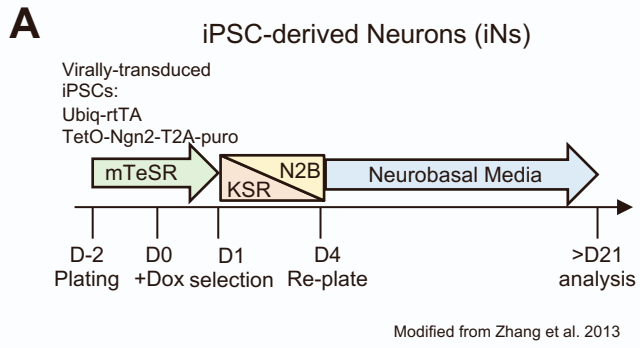 A
iPSC-derived Neurons (iNs)
Virally-transduced
iPSCs:
Ubiq-rtTA
TetO-Ngn2-T2A-puro
mTeSR
N2B
KSR
Neurobasal Media
D-2
Plating
D0
+Dox
D1
selection
D4
Re-plate
>D21
analysis
Modified from Zhang et al. 2013